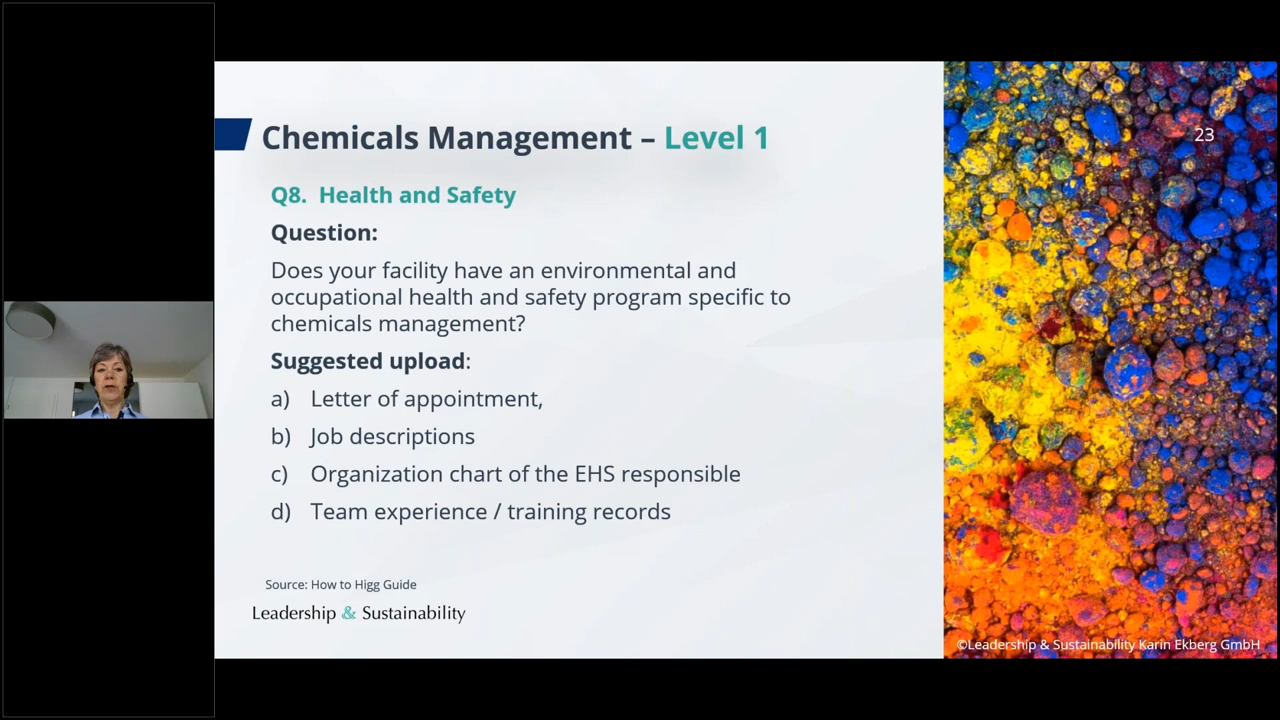 Chemicals Management – Level 1
23
Q8. Health and Safety
Question:
Does your facility have an environmental and
occupational health and safety program specific to
chemicals management?
Suggested upload:
a) Letter of appointment,
b) Job descriptions
c) Organization chart of the EHS responsible
d) Team experience / training records
Source: How to Higg Guide
Leadership & Sustainability
©Leadership & Sustainability Karin Ekberg GmbH